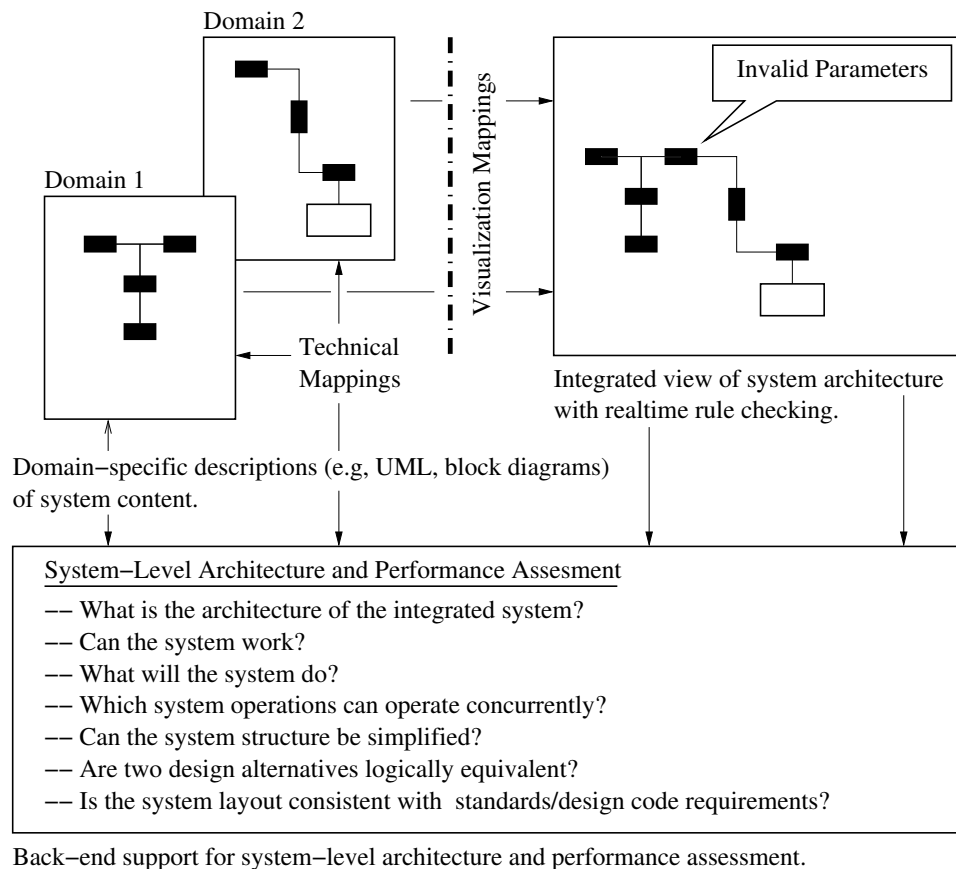 Domain 2
Invalid Parameters
Domain 1
Visualization Mappings
Technical
Mappings
Integrated view of system architecture
with realtime rule checking.
Domain−specific descriptions (e.g, UML, block diagrams)
of system content.
System−Level Architecture and Performance Assesment
−− What is the architecture of the integrated system?
−− Can the system work?
−− What will the system do?
−− Which system operations can operate concurrently?
−− Can the system structure be simplified?
−− Are two design alternatives logically equivalent?
−− Is the system layout consistent with standards/design code requirements?
Back−end support for system−level architecture and performance assessment.